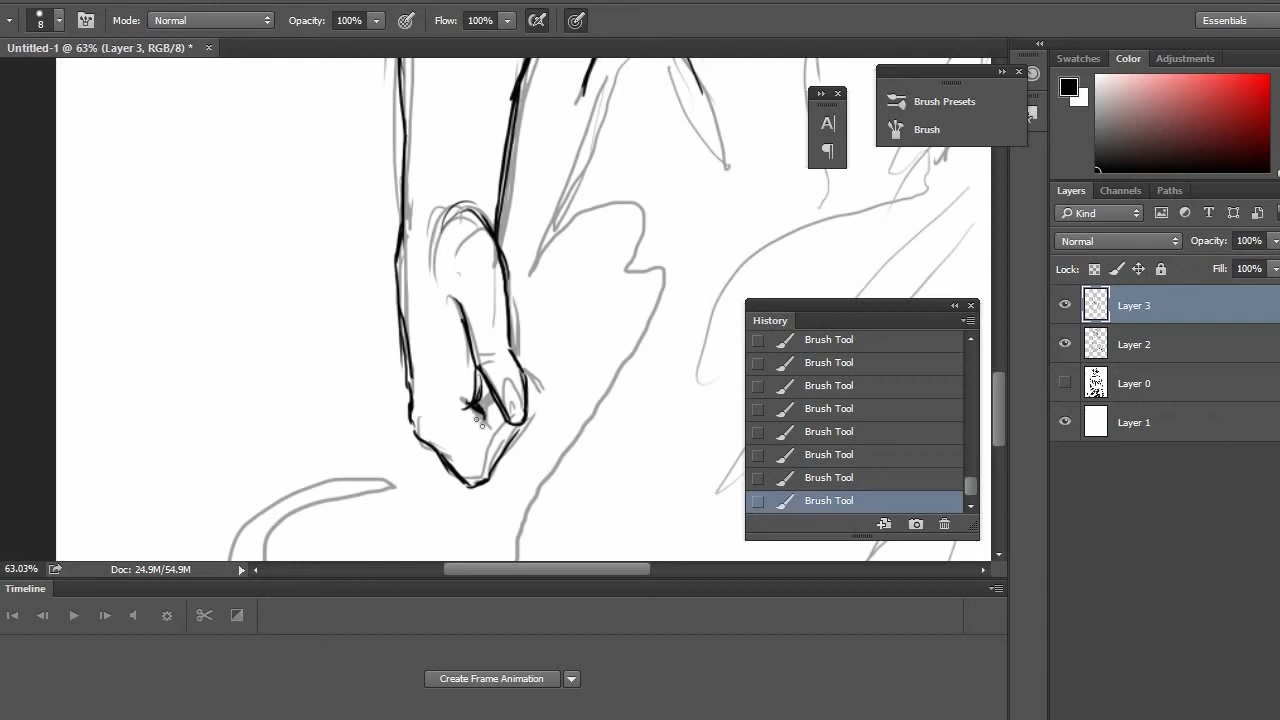 8 Mode: Normal Opacity: 100% Flow: 100% Essentials
Untitled-1 @ 63% (Layer 3, RGB/8) * ×
Swatches Color Adjustments
Brush Presets
Brush
A
¶
Layers Channels Paths
Kind T
Normal Opacity: 100%
Lock: Fill: 100%
Layer 3
Layer 2
Layer 0
Layer 1
History
Brush Tool
Brush Tool
Brush Tool
Brush Tool
Brush Tool
Brush Tool
Brush Tool
Brush Tool
63.03% Doc: 24.9M/54.9M
Timeline
Create Frame Animation